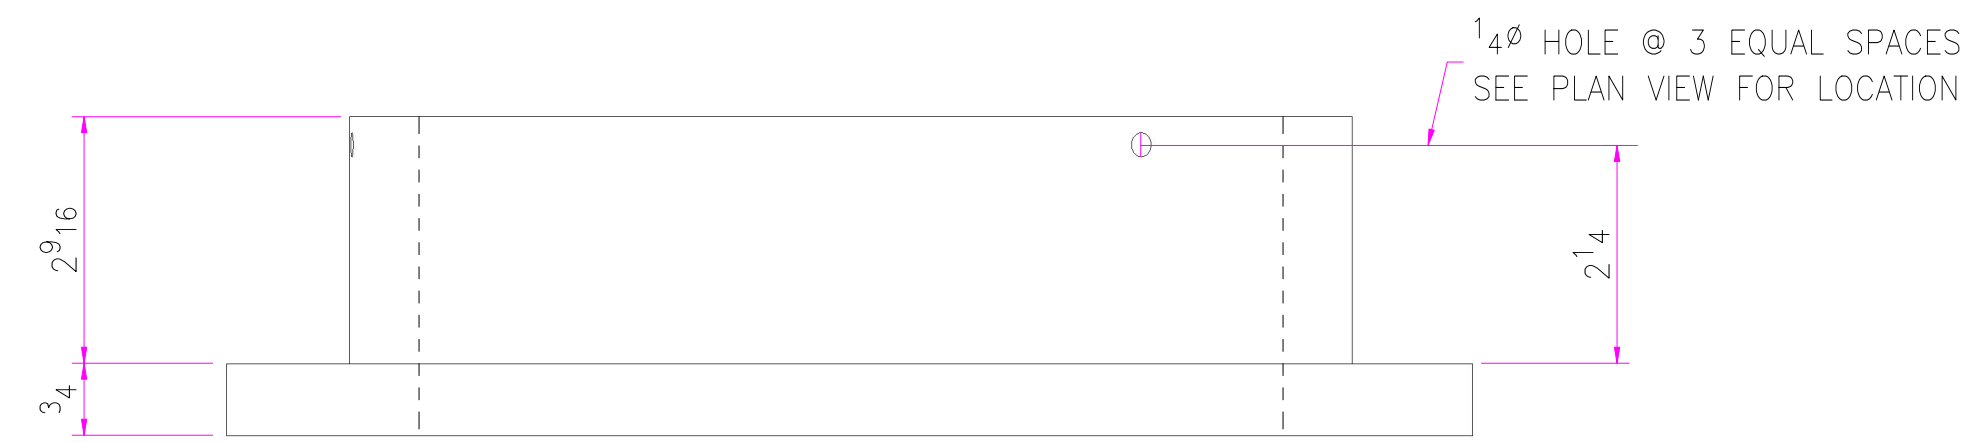 1/4ø HOLE @ 3 EQUAL SPACES
SEE PLAN VIEW FOR LOCATION
2 9/16
2 1/4
3/4